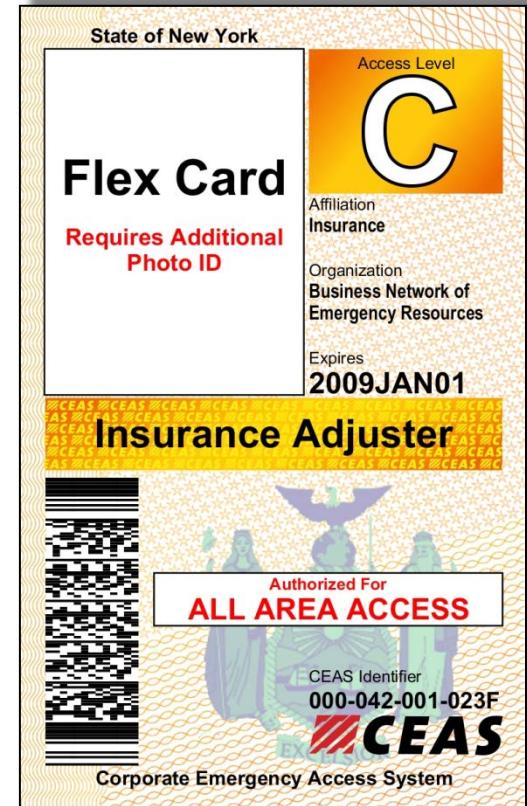 State of New York
Flex Card
Requires Additional
Photo ID
Access Level
C
Affiliation
Insurance
Organization
Business Network of
Emergency Resources
Expires
2009JAN01
Insurance Adjuster
Authorized For
ALL AREA ACCESS
CEAS Identifier
000-042-001-023F
CEAS
EXCELSIOR
Corporate Emergency Access System